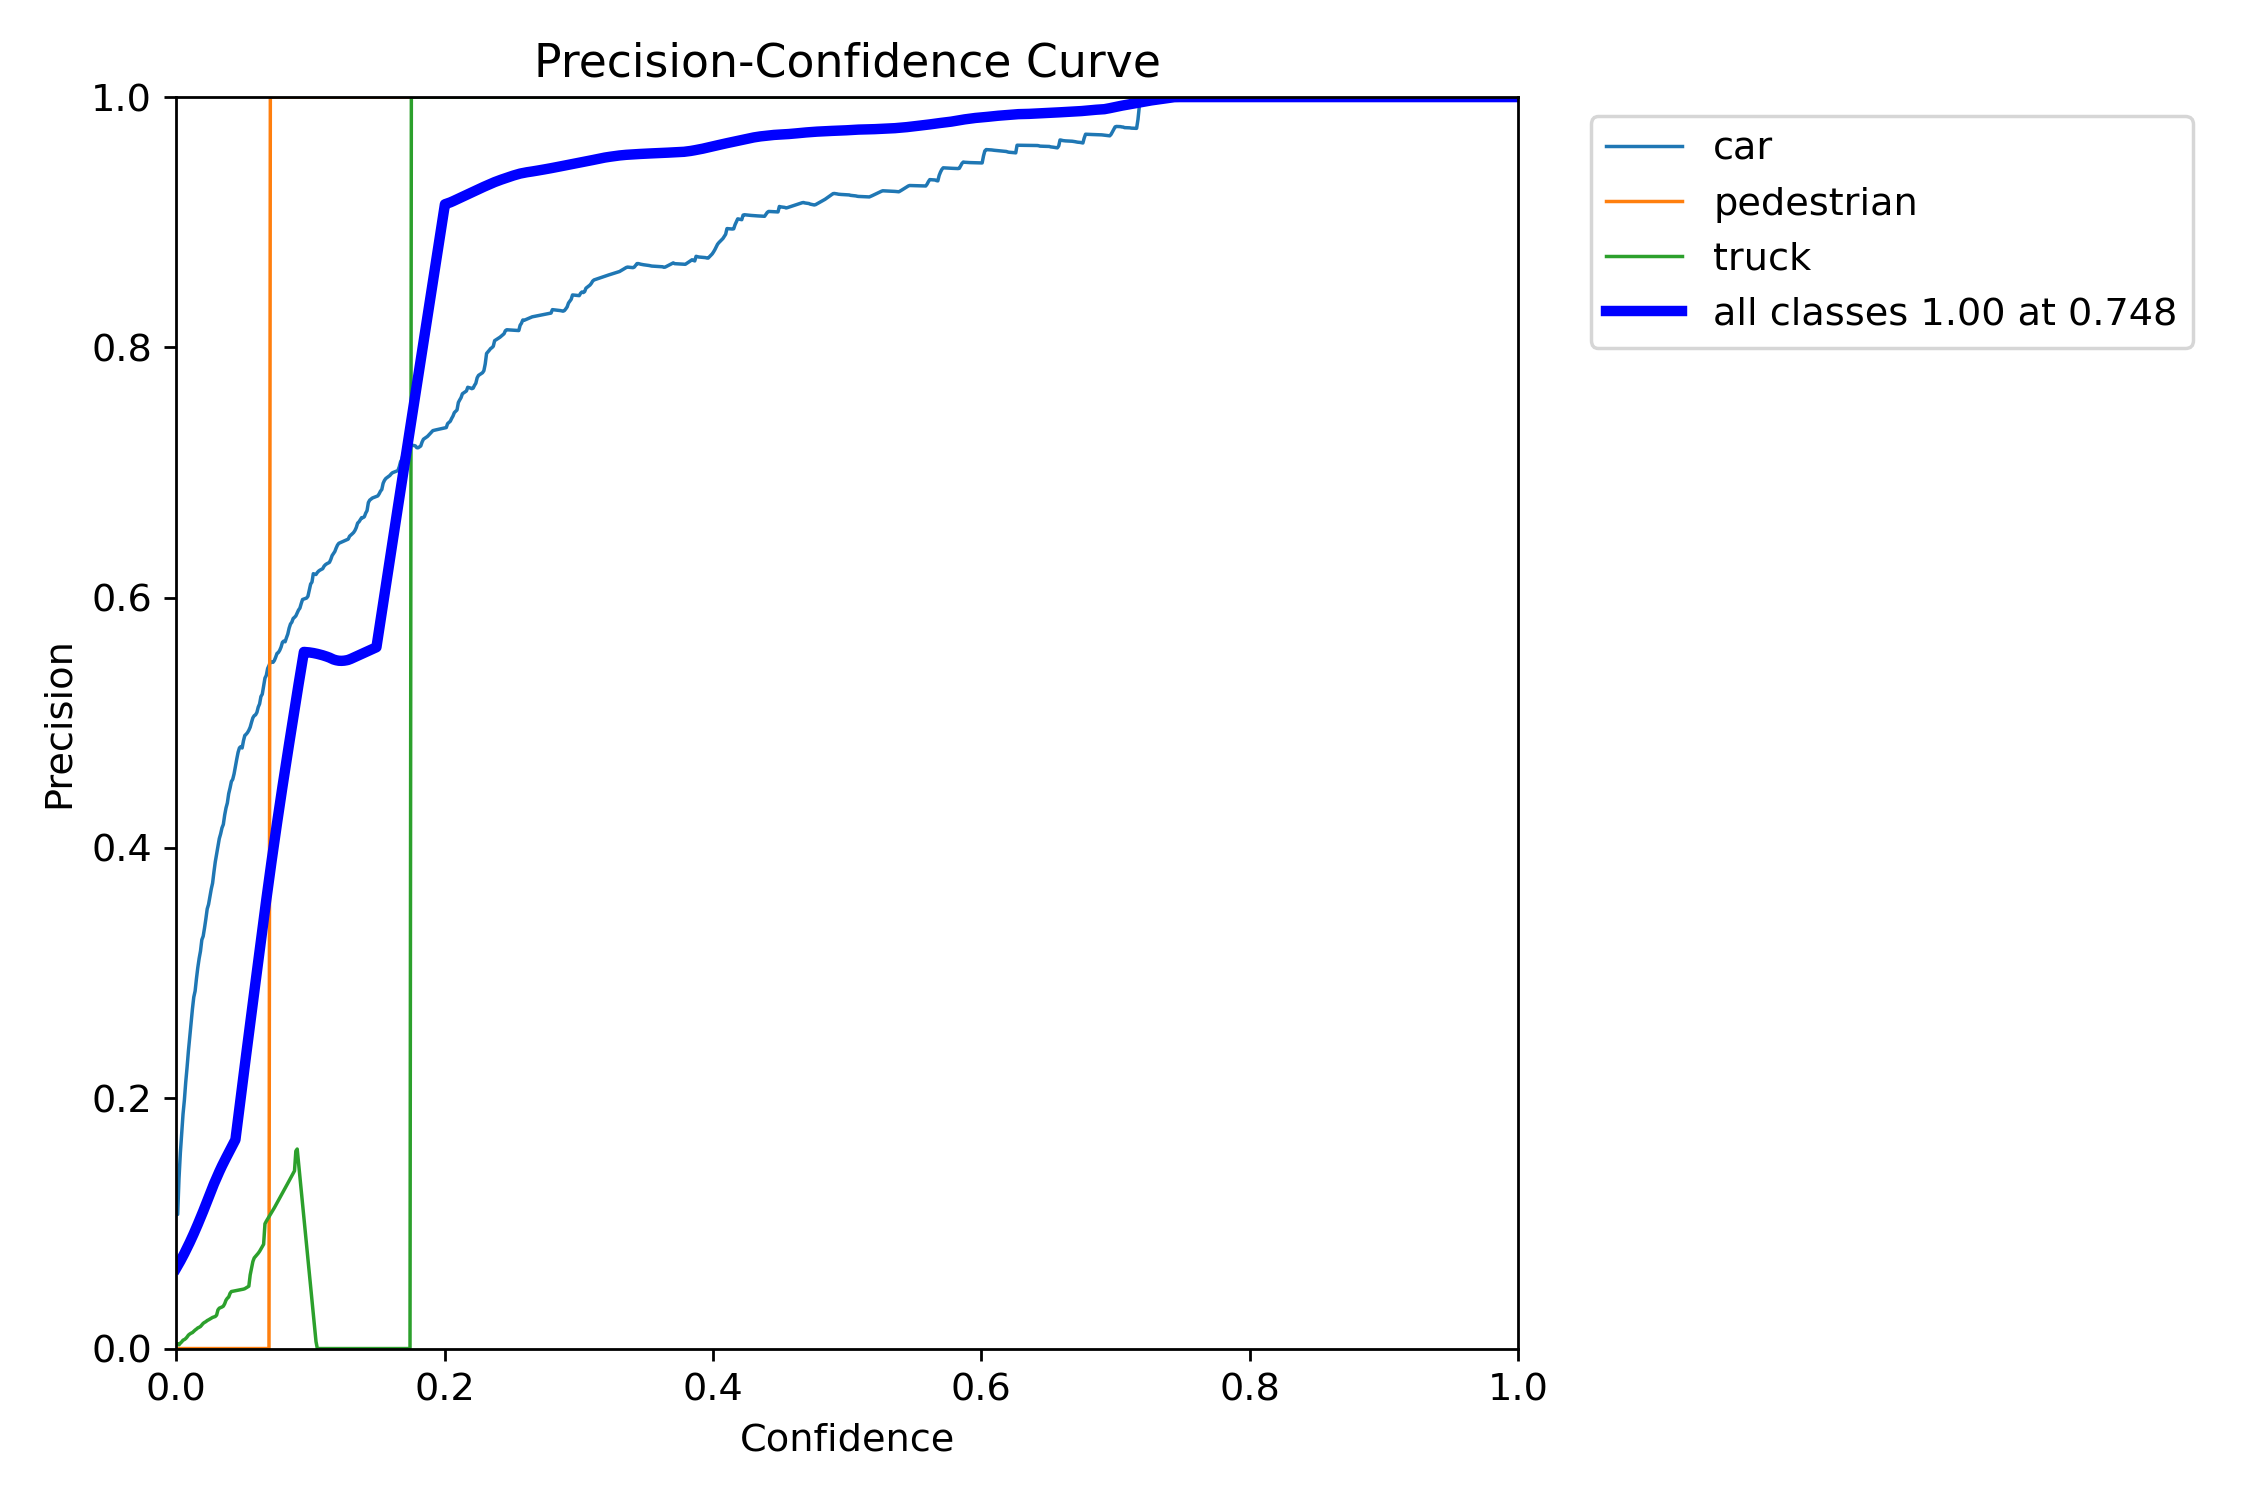 Precision-Confidence Curve
1.0
0.8
0.6
0.4
0.2
0.0
Precision
0.0 0.2 0.4 0.6 0.8 1.0
Confidence
car
pedestrian
truck
all classes 1.00 at 0.748